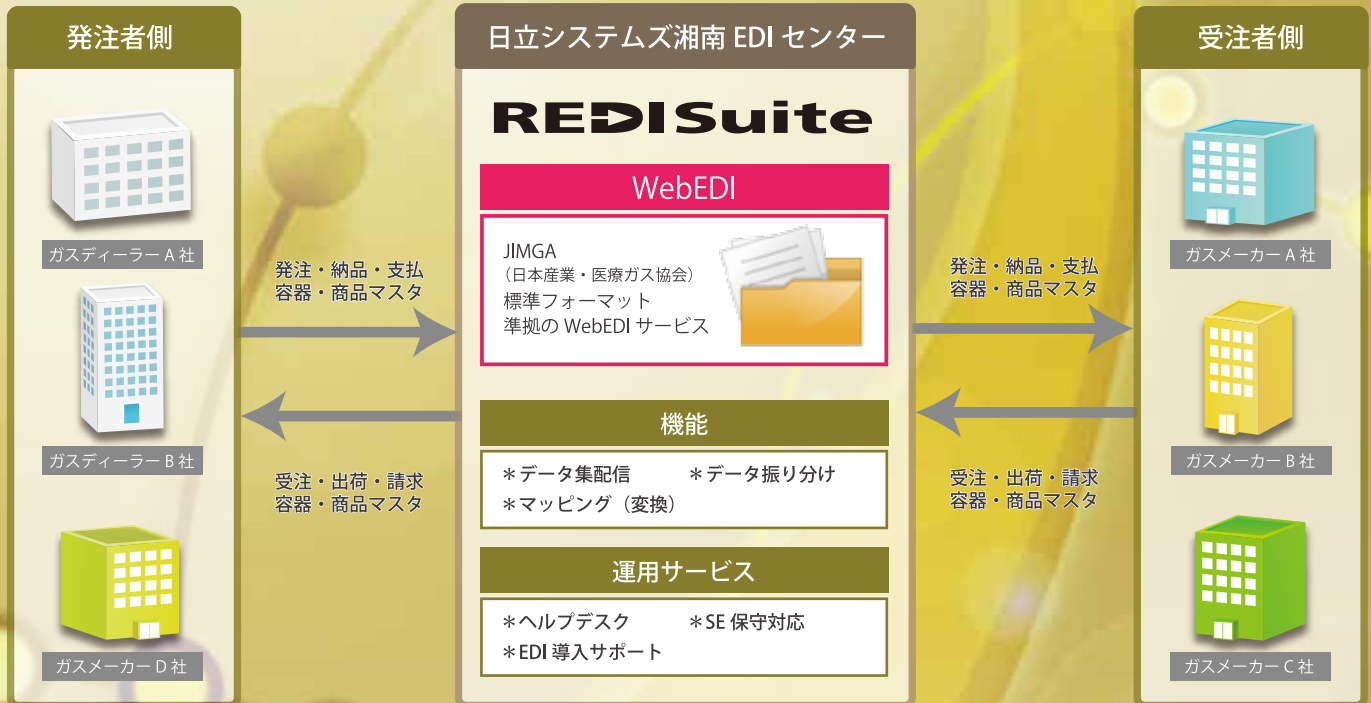 発注者側
ガスディーラー A 社
ガスディーラー B 社
ガスメーカー D 社
発注・納品・支払
容器・商品マスタ
受注・出荷・請求
容器・商品マスタ
日立システムズ湘南 EDI センター
REDISuite
WebEDI
JIMGA
（日本産業・医療ガス協会）
標準フォーマット
準拠の WebEDI サービス
機能
＊データ集配信 ＊データ振り分け
＊マッピング（変換）
運用サービス
＊ヘルプデスク ＊SE 保守対応
＊EDI 導入サポート
発注・納品・支払
容器・商品マスタ
受注・出荷・請求
容器・商品マスタ
受注者側
ガスメーカー A 社
ガスメーカー B 社
ガスメーカー C 社